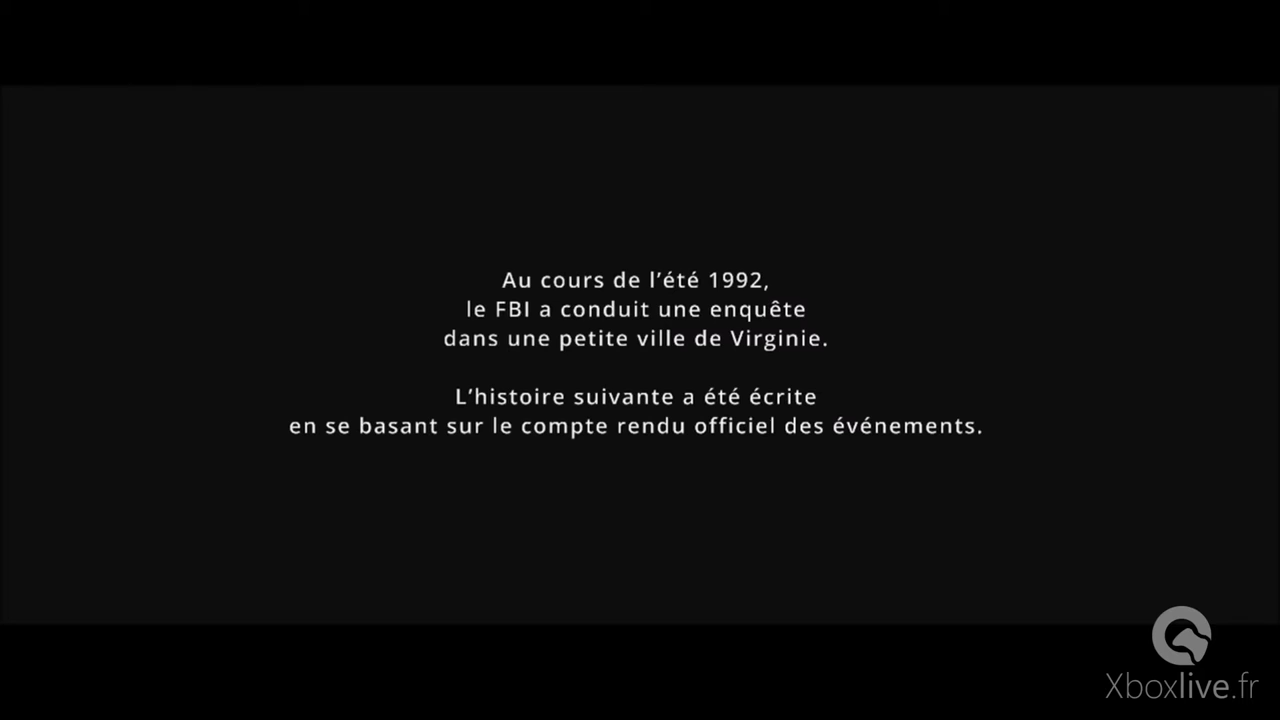 Au cours de l’été 1992,
le FBI a conduit une enquête
dans une petite ville de Virginie.
L’histoire suivante a été écrite
en se basant sur le compte rendu officiel des événements.
Xboxlive.fr